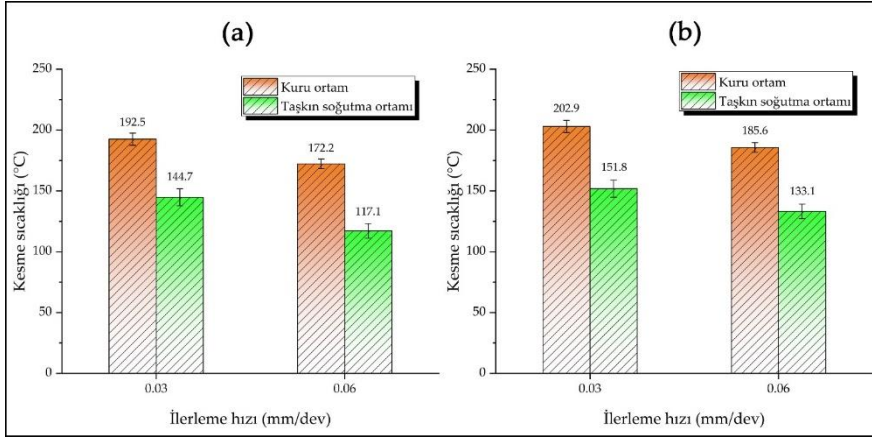 (a)
250
200
150
100
50
0
Kesme sıcaklığı (°C)
Kuru ortam
Taşkın soğutma ortamı
192.5
144.7
172.2
117.1
0.03
0.06
İlerleme hızı (mm/dev)
(b)
250
200
150
100
50
0
Kesme sıcaklığı (°C)
Kuru ortam
Taşkın soğutma ortamı
202.9
151.8
185.6
133.1
0.03
0.06
İlerleme hızı (mm/dev)